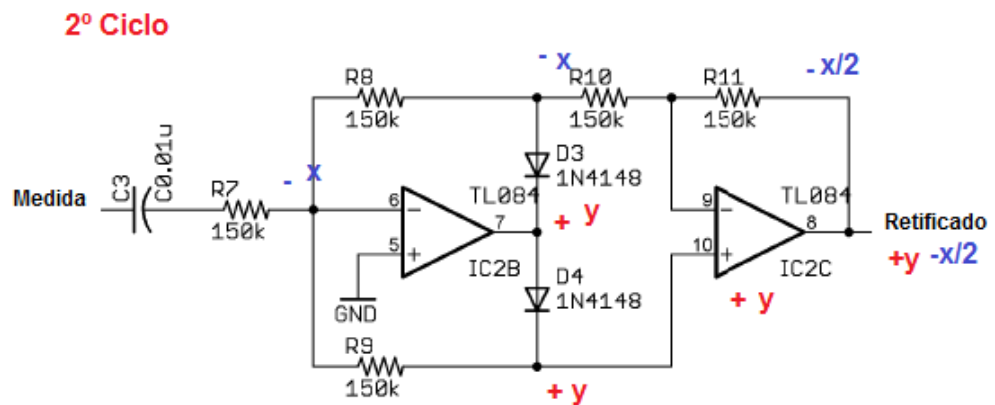 2º Ciclo
R8
150k
- x
R10
150k
R11
150k
- x/2
C3
C0.01u
Medida
R7
150k
- x
D3
1N4148
TL084
6
7
5
IC2B
+ y
GND
D4
1N4148
R9
150k
+ y
TL084
9
8
10
IC2C
+ y
Retificado
+y -x/2